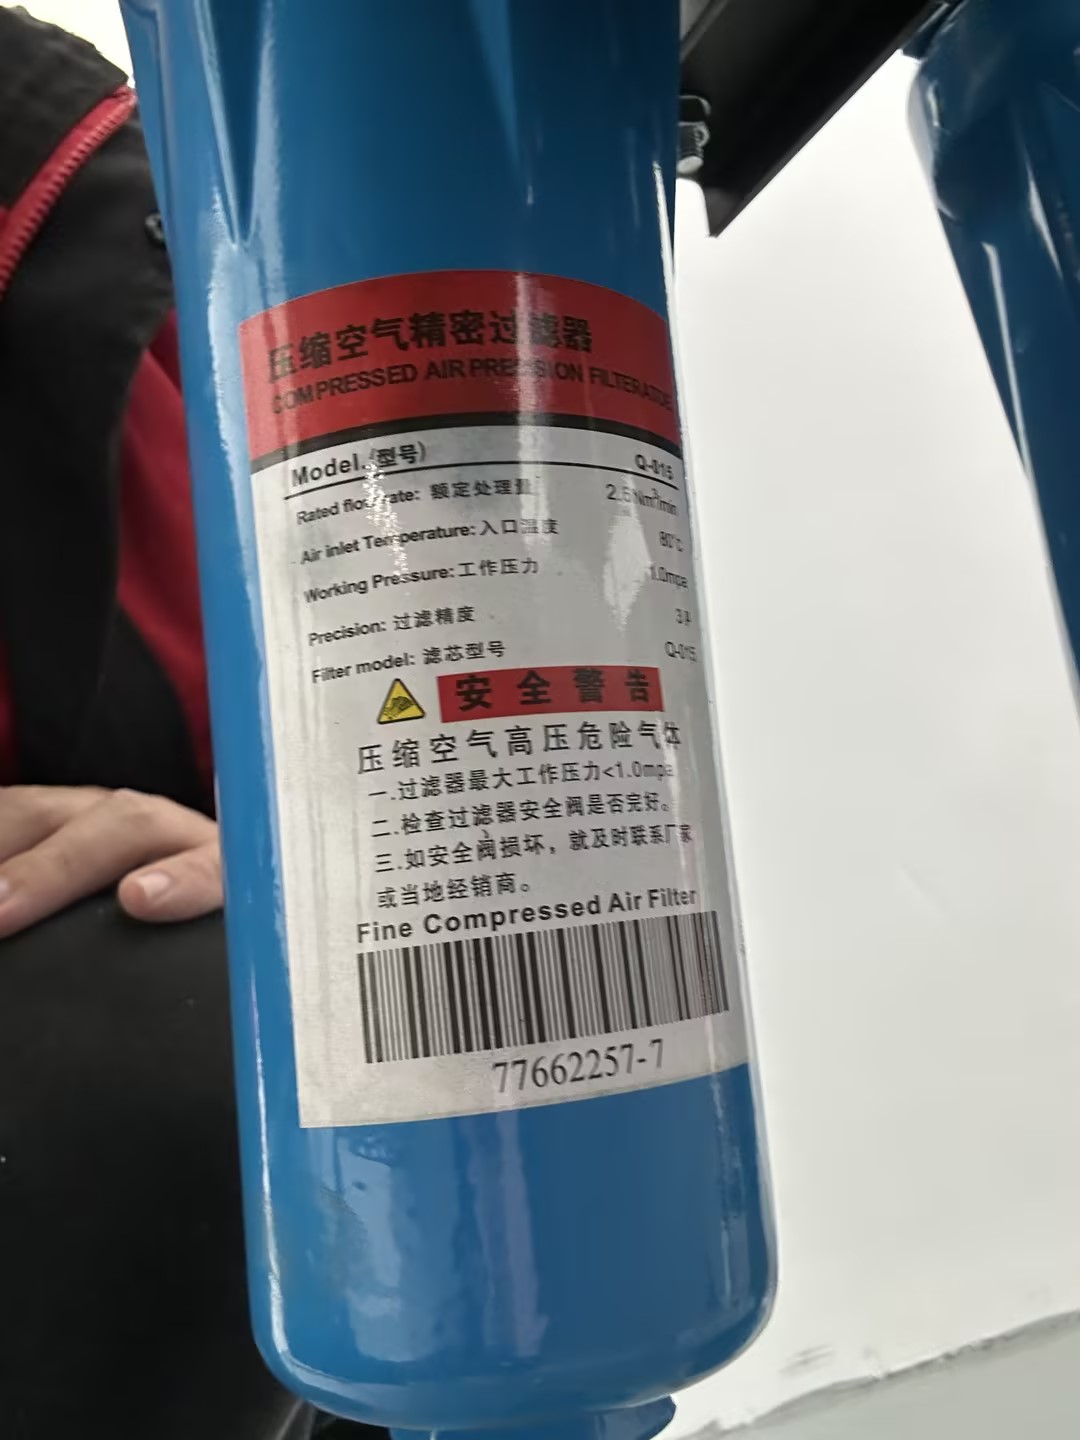 压缩空气精密过滤器
COMPRESSED AIR PRECISION FILTERATOR
Model.(型号) Q-015
Rated flow rate: 额定处理量 2.6Nm³/min
Air inlet Temperature: 入口温度 80℃
Working Pressure: 工作压力 1.0mpa
Precision: 过滤精度 3μ
Filter model: 滤芯型号 Q-015
安全警告
压缩空气高压危险气体
一.过滤器最大工作压力<1.0mpa
二.检查过滤器安全阀是否完好。
三.如安全阀损坏，就及时联系厂家
或当地经销商。
Fine Compressed Air Filter
77662257-7